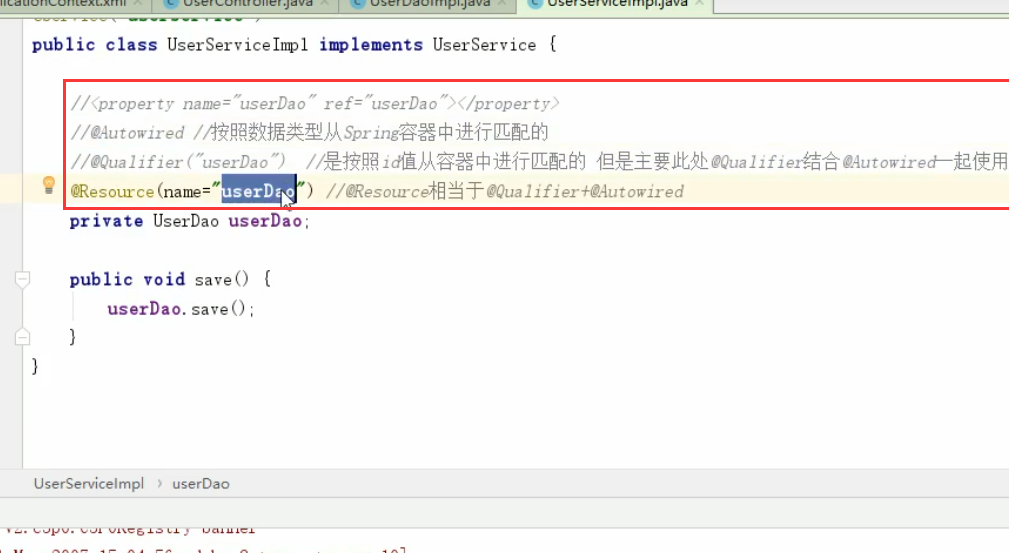 UserController.java × UserDaoImpl.java × UserServiceImpl.java ×
public class UserServiceImpl implements UserService {
//<property name="userDao" ref="userDao"></property>
//@Autowired //按照数据类型从Spring容器中进行匹配的
//@Qualifier("userDao") //是按照id值从容器中进行匹配的 但是主要此处@Qualifier结合@Autowired一起使用
@Resource(name="userDao") //@Resource相当于@Qualifier+@Autowired
private UserDao userDao;
public void save() {
userDao.save();
}
}
UserServiceImpl › userDao